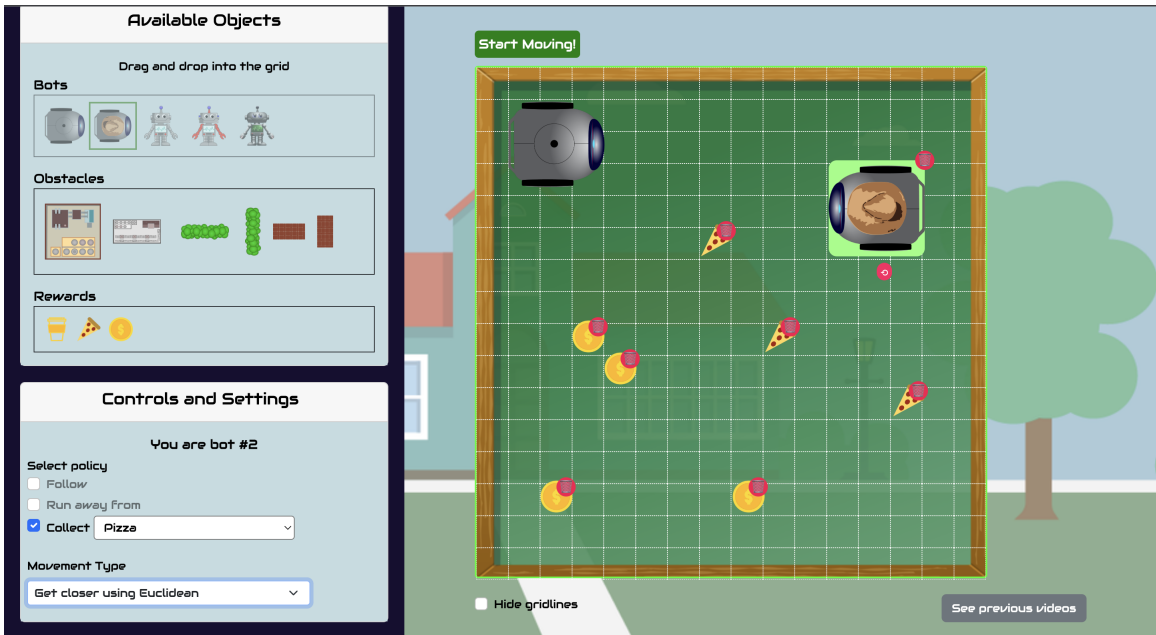 Available Objects
Drag and drop into the grid
Bots
Obstacles
Rewards
Controls and Settings
You are bot #2
Select policy
Follow
Run away from
Collect Pizza
Movement Type
Get closer using Euclidean
Start Moving!
Hide gridlines
See previous videos